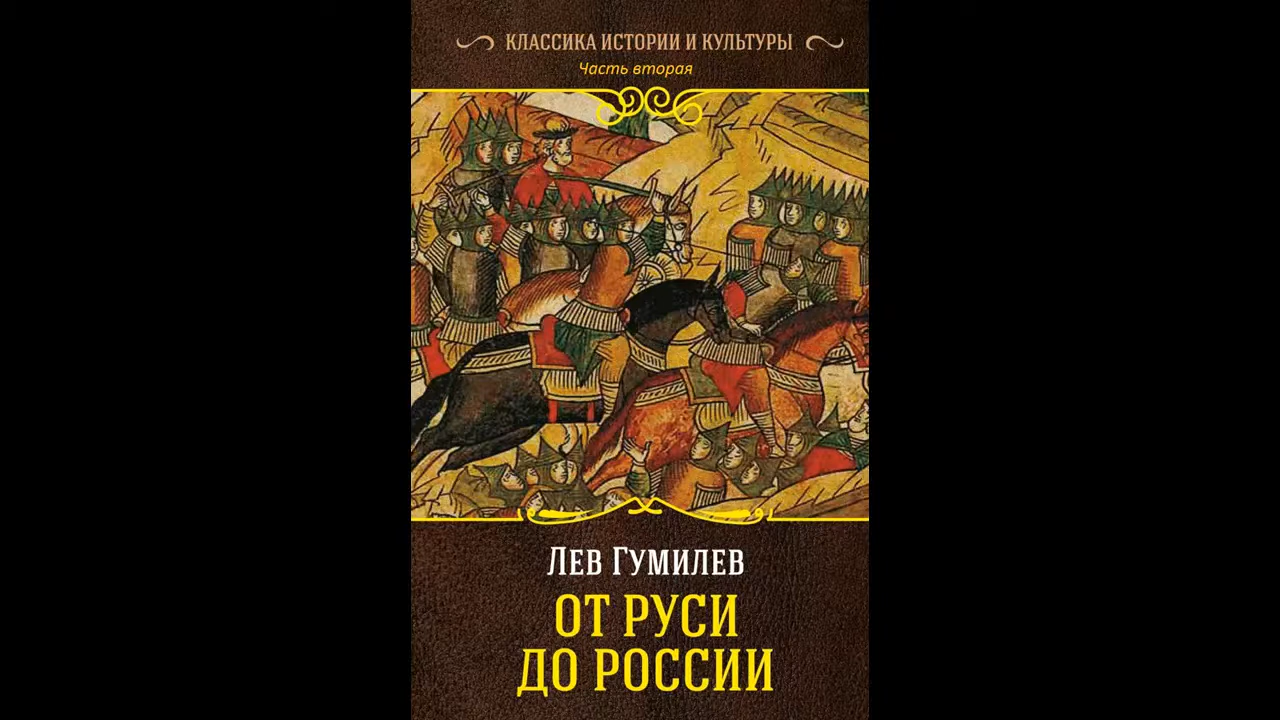 КЛАССИКА ИСТОРИИ И КУЛЬТУРЫ
Часть вторая
ЛЕВ ГУМИЛЕВ
ОТ РУСИ
ДО РОССИИ